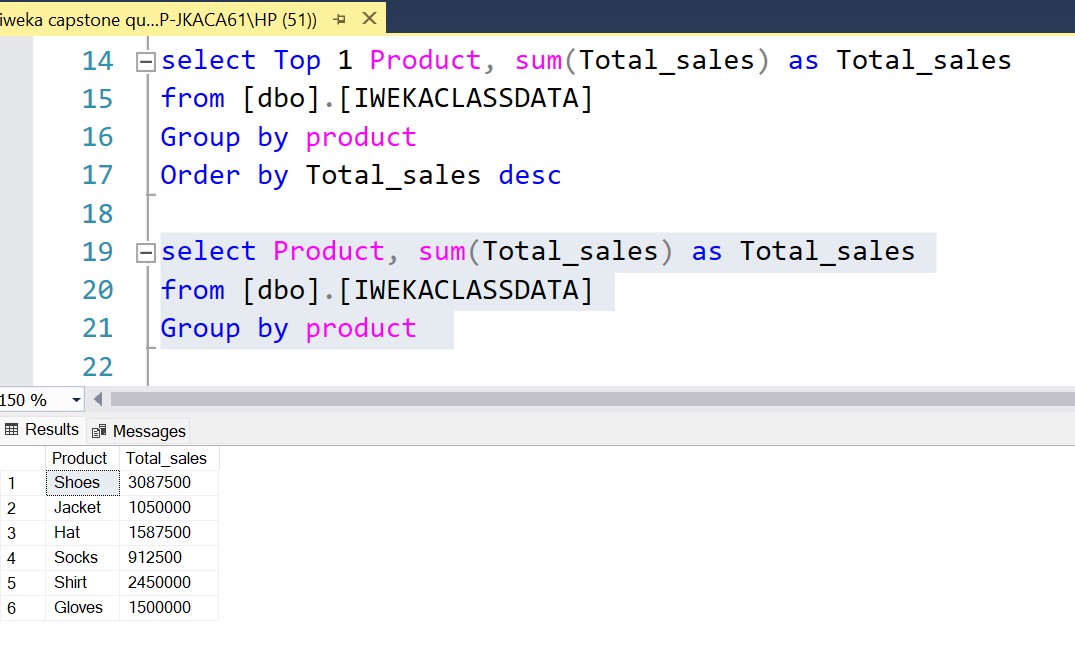 iweka capstone qu...P-JKACA61\HP (51))
14 select Top 1 Product, sum(Total_sales) as Total_sales
15 from [dbo].[IWEKACLASSDATA]
16 Group by product
17 Order by Total_sales desc
18
19 select Product, sum(Total_sales) as Total_sales
20 from [dbo].[IWEKACLASSDATA]
21 Group by product
22
150 %
Results Messages
Product Total_sales
1 Shoes 3087500
2 Jacket 1050000
3 Hat 1587500
4 Socks 912500
5 Shirt 2450000
6 Gloves 1500000